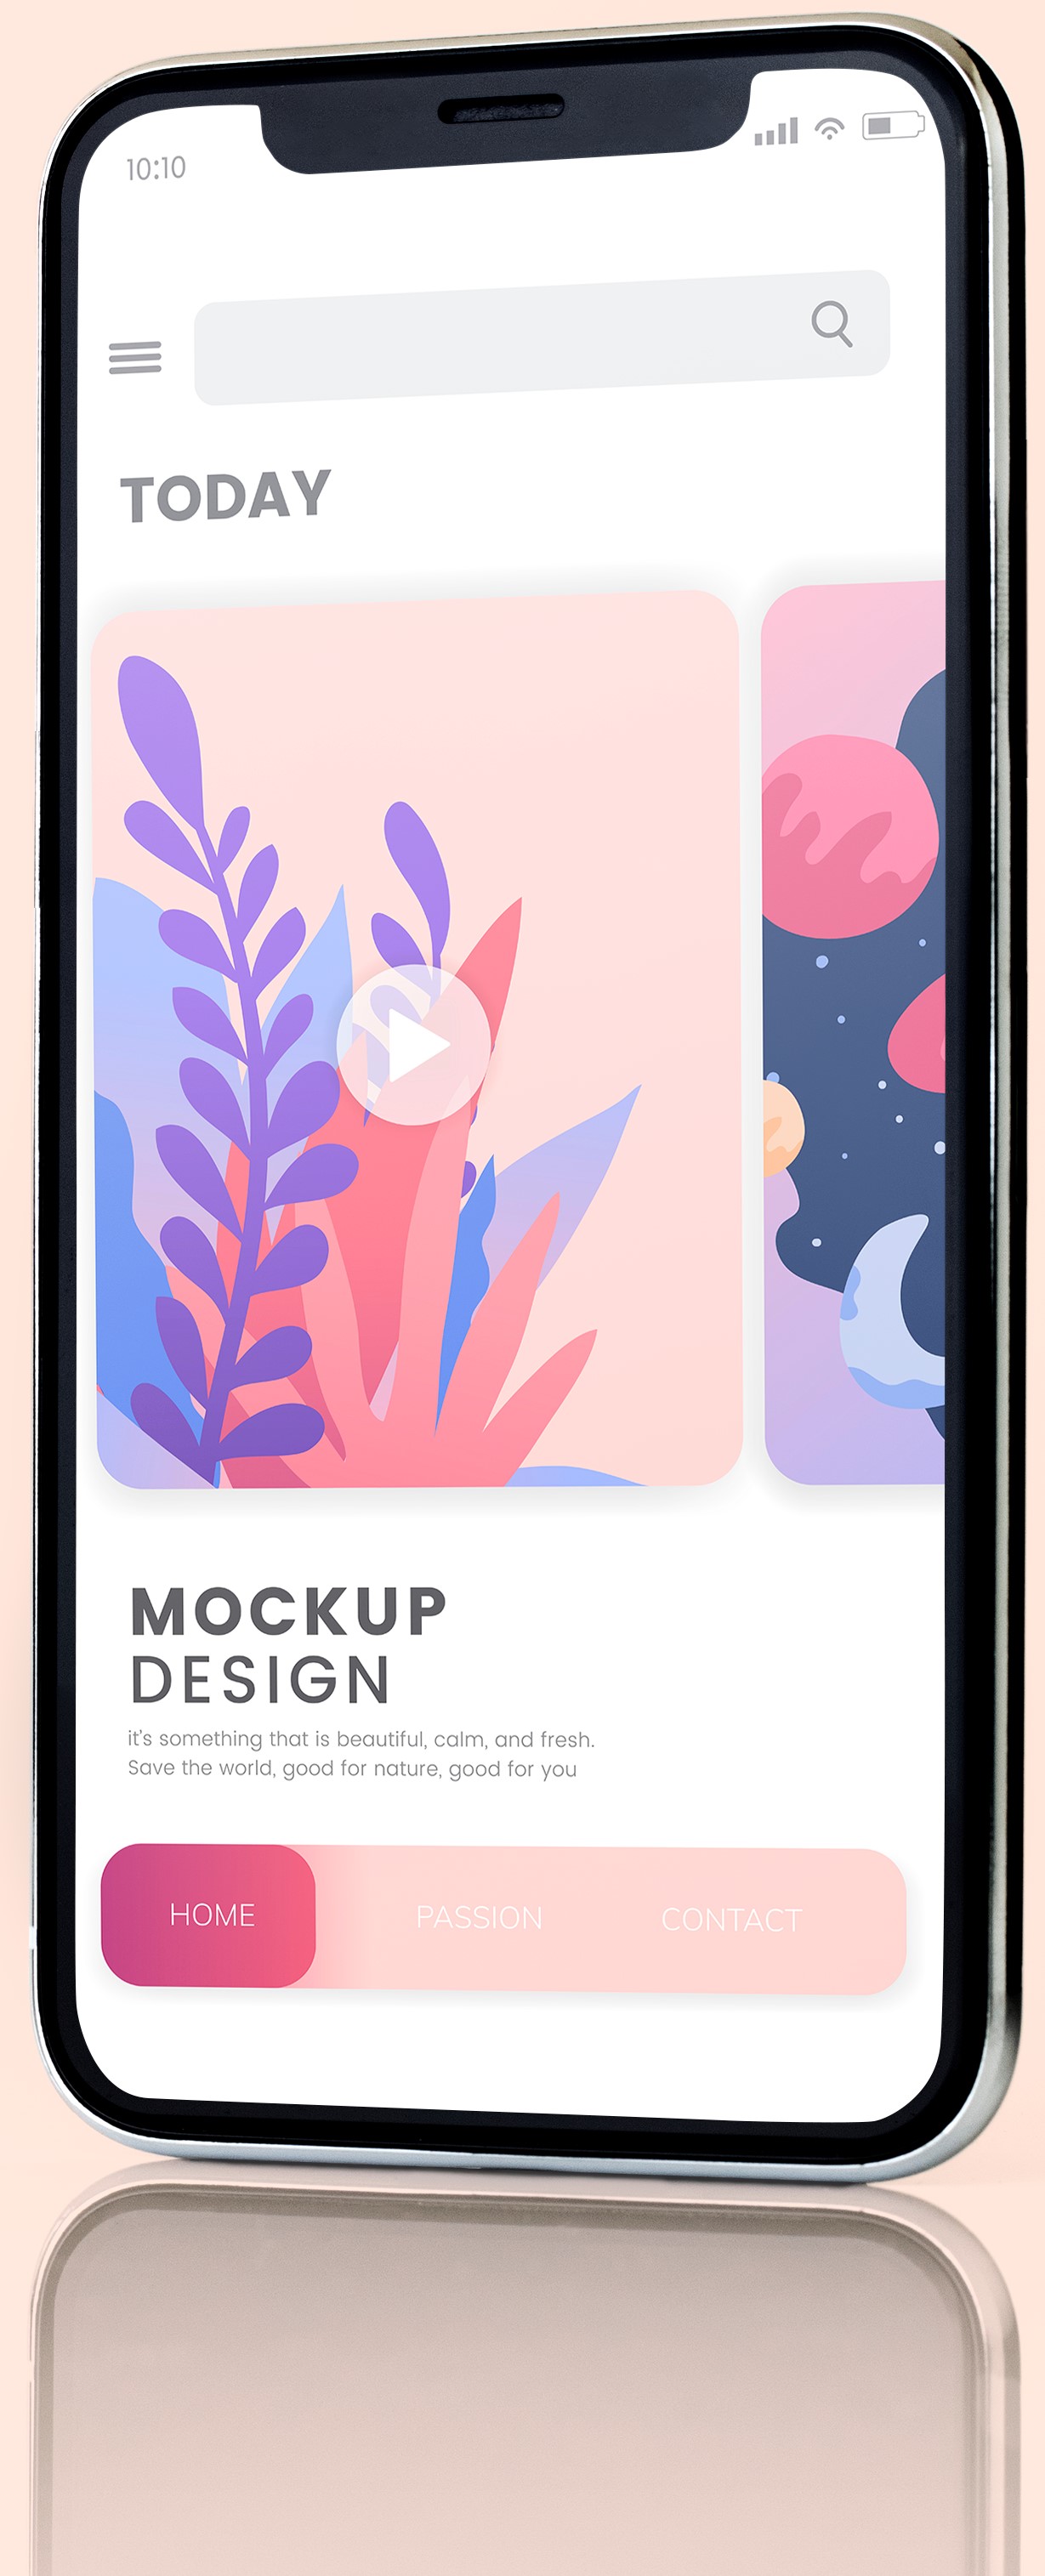 10:10
TODAY
MOCKUP
DESIGN
it's something that is beautiful, calm, and fresh.
Save the world, good for nature, good for you
HOME PASSION CONTACT